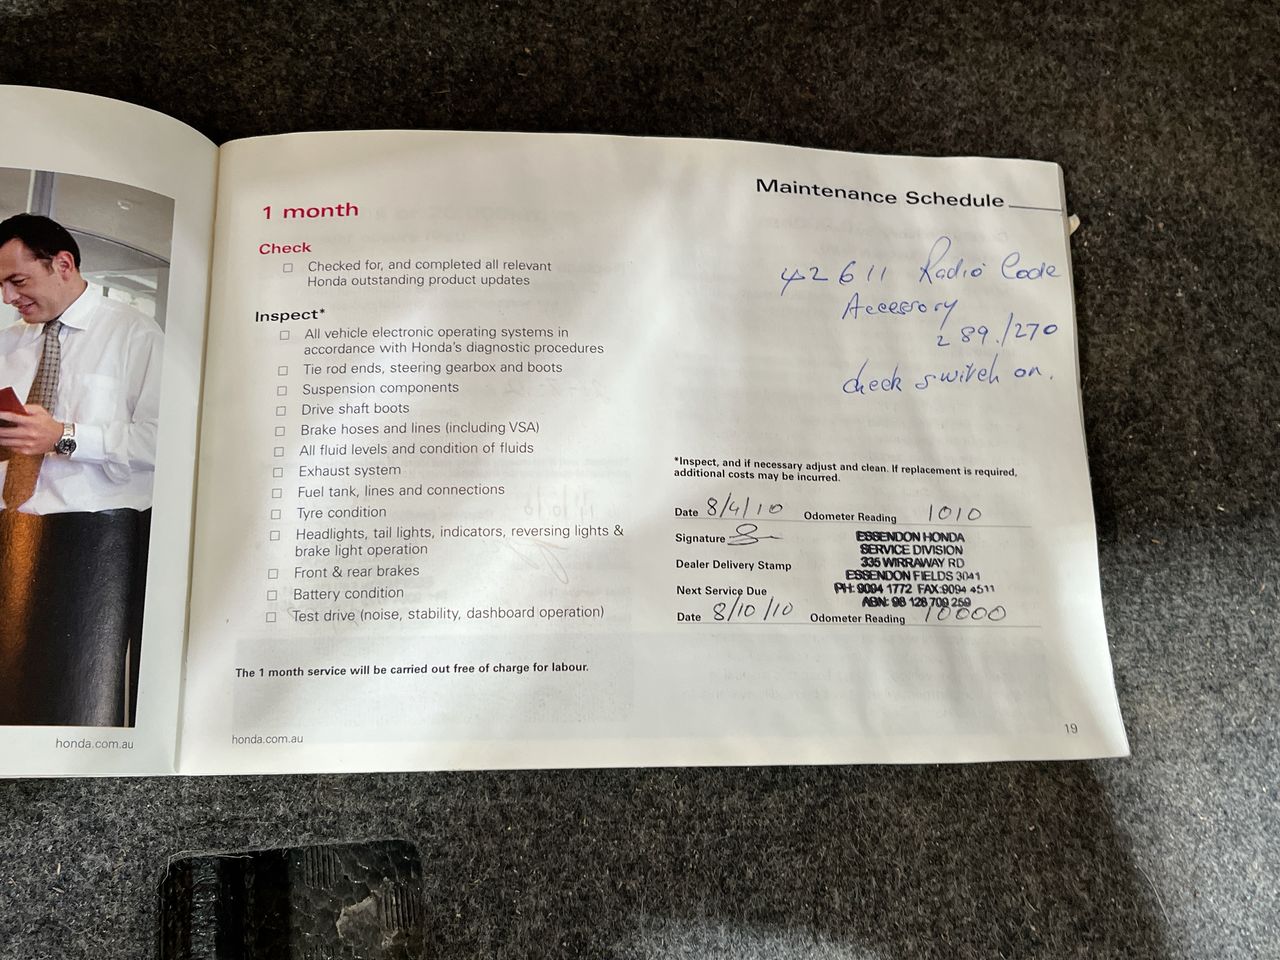 Maintenance Schedule
1 month
Check
Checked for, and completed all relevant
Honda outstanding product updates
Inspect*
All vehicle electronic operating systems in
accordance with Honda's diagnostic procedures
Tie rod ends, steering gearbox and boots
Suspension components
Drive shaft boots
Brake hoses and lines (including VSA)
All fluid levels and condition of fluids
Exhaust system
Fuel tank, lines and connections
Tyre condition
Headlights, tail lights, indicators, reversing lights &
brake light operation
Front & rear brakes
Battery condition
Test drive (noise, stability, dashboard operation)
The 1 month service will be carried out free of charge for labour.
honda.com.au
42611 Radio Code
Accessory
289./270
check switch on.
*Inspect, and if necessary adjust and clean. If replacement is required,
additional costs may be incurred.
Date 8/4/10 Odometer Reading 1010
Signature
Dealer Delivery Stamp
ESSENDON HONDA
SERVICE DIVISION
335 WIRRAWAY RD
ESSENDON FIELDS 3041
PH: 9094 1772 FAX:9094 4511
ABN: 98 128 709 259
Next Service Due
Date 8/10/10 Odometer Reading 10000
19
honda.com.au